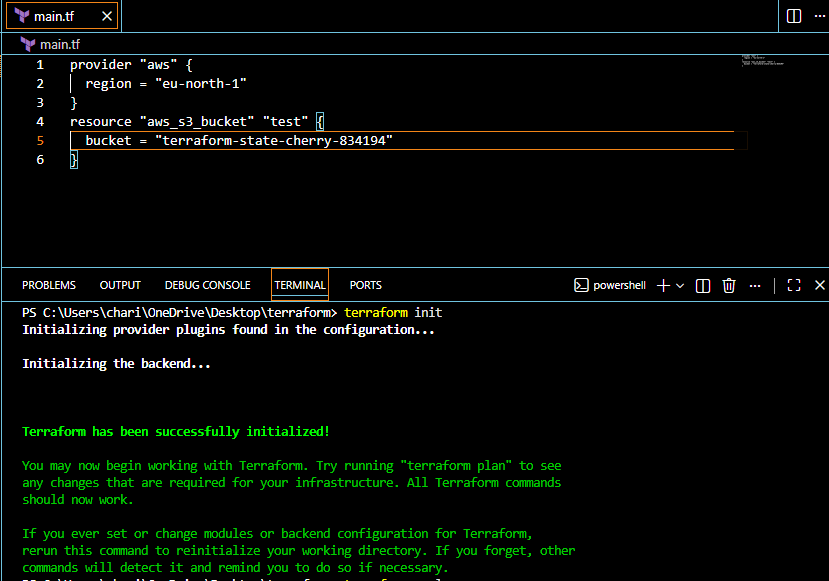 main.tf
main.tf
1 provider "aws" {
2 region = "eu-north-1"
3 }
4 resource "aws_s3_bucket" "test" {
5 bucket = "terraform-state-cherry-834194"
6 }
PROBLEMS OUTPUT DEBUG CONSOLE TERMINAL PORTS powershell
PS C:\Users\chari\OneDrive\Desktop\terraform> terraform init
Initializing provider plugins found in the configuration...
Initializing the backend...
Terraform has been successfully initialized!
You may now begin working with Terraform. Try running "terraform plan" to see
any changes that are required for your infrastructure. All Terraform commands
should now work.
If you ever set or change modules or backend configuration for Terraform,
rerun this command to reinitialize your working directory. If you forget, other
commands will detect it and remind you to do so if necessary.